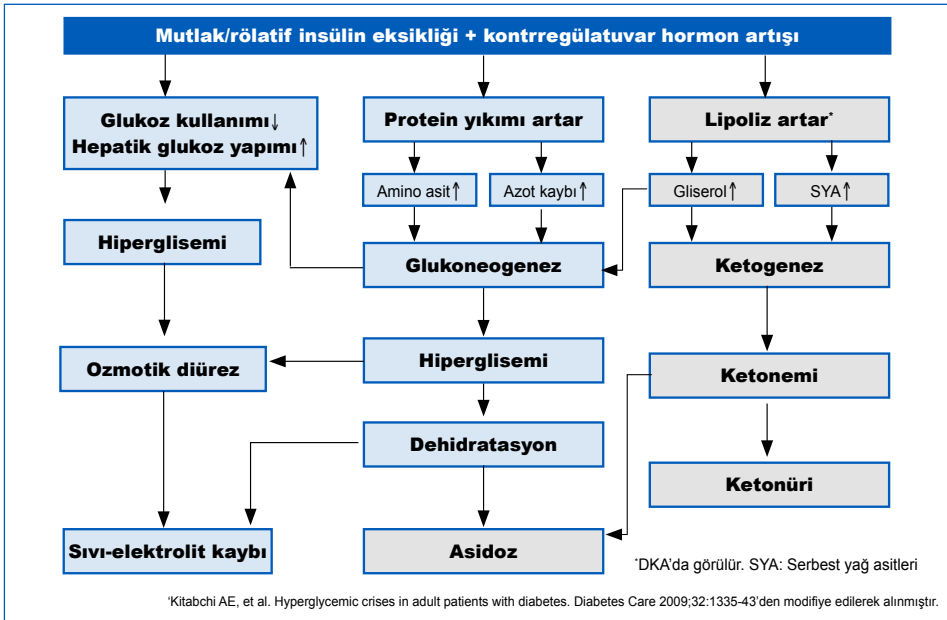 Mutlak/rölatif insülin eksikliği + kontrregülatuvar hormon artışı
Glukoz kullanımı↓
Hepatik glukoz yapımı↑
Protein yıkımı artar
Lipoliz artar*
Amino asit↑
Azot kaybı↑
Gliserol↑
SYA↑
Hiperglisemi
Glukoneogenez
Ketogenez
Ozmotik diürez
Hiperglisemi
Ketonemi
Dehidratasyon
Ketonüri
Sıvı-elektrolit kaybı
Asidoz
*DKA'da görülür. SYA: Serbest yağ asitleri
'Kitabchi AE, et al. Hyperglycemic crises in adult patients with diabetes. Diabetes Care 2009;32:1335-43'den modifiye edilerek alınmıştır.